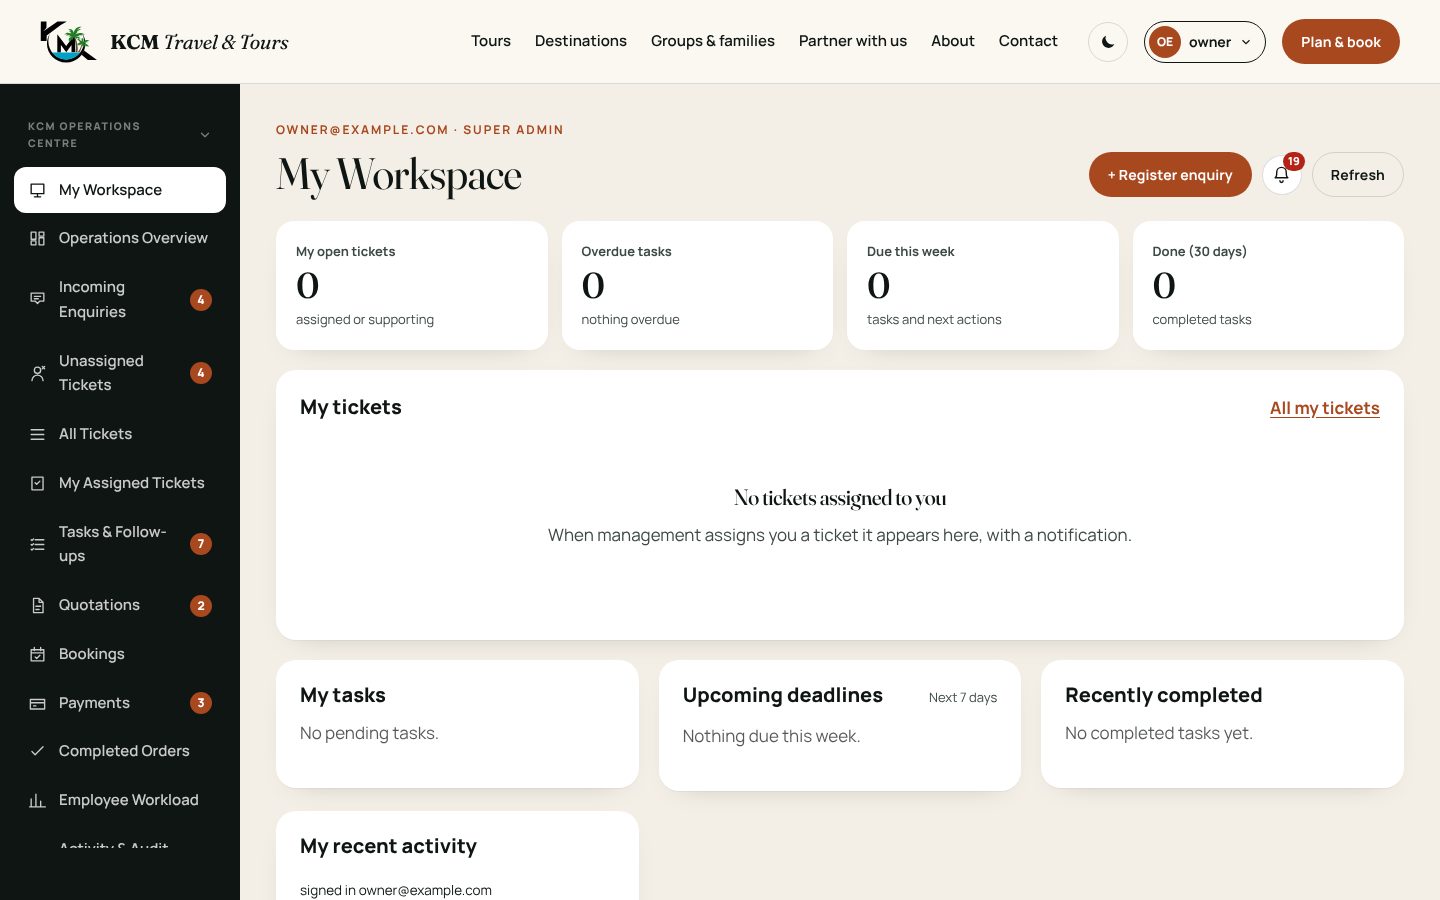 KCM Travel & Tours
Tours
Destinations
Groups & families
Partner with us
About
Contact
OE
owner
Plan & book
KCM OPERATIONS
CENTRE
My Workspace
Operations Overview
Incoming
Enquiries
4
Unassigned
Tickets
4
All Tickets
My Assigned Tickets
Tasks & Follow-
ups
7
Quotations
2
Bookings
Payments
3
Completed Orders
Employee Workload
Activity & Audit
OWNER@EXAMPLE.COM · SUPER ADMIN
My Workspace
+ Register enquiry
19
Refresh
My open tickets
0
assigned or supporting
Overdue tasks
0
nothing overdue
Due this week
0
tasks and next actions
Done (30 days)
0
completed tasks
My tickets
All my tickets
No tickets assigned to you
When management assigns you a ticket it appears here, with a notification.
My tasks
No pending tasks.
Upcoming deadlines
Next 7 days
Nothing due this week.
Recently completed
No completed tasks yet.
My recent activity
signed in owner@example.com